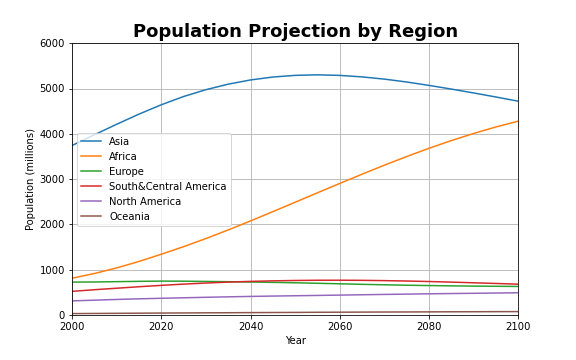 Population Projection by Region
6000
5000
4000
3000
2000
1000
0
Population (millions)
Asia
Africa
Europe
South&Central America
North America
Oceania
2000 2020 2040 2060 2080 2100
Year